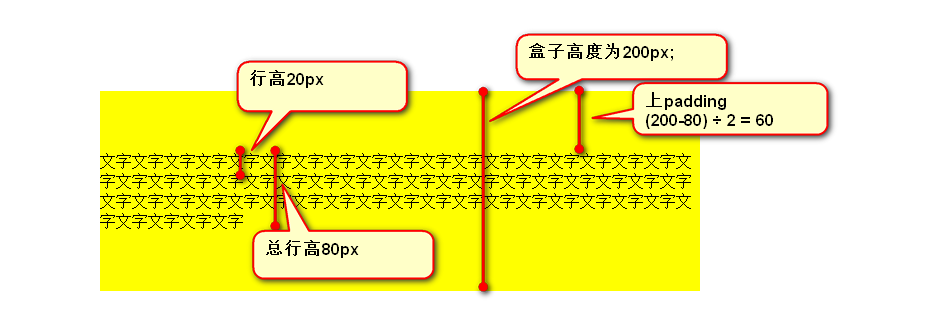 盒子高度为200px;
行高20px
上padding
(200-80) ÷ 2 = 60
文字文字文字文字文字文字文字文字文字文字文字文字文字文字文字文字文字文字文
字文字文字文字文字文字文字文字文字文字文字文字文字文字文字文字文字文字文字
文字文字文字文字文字文字文字文字文字文字文字文字文字文字文字文字文字文字文
字文字文字文字文字
总行高80px